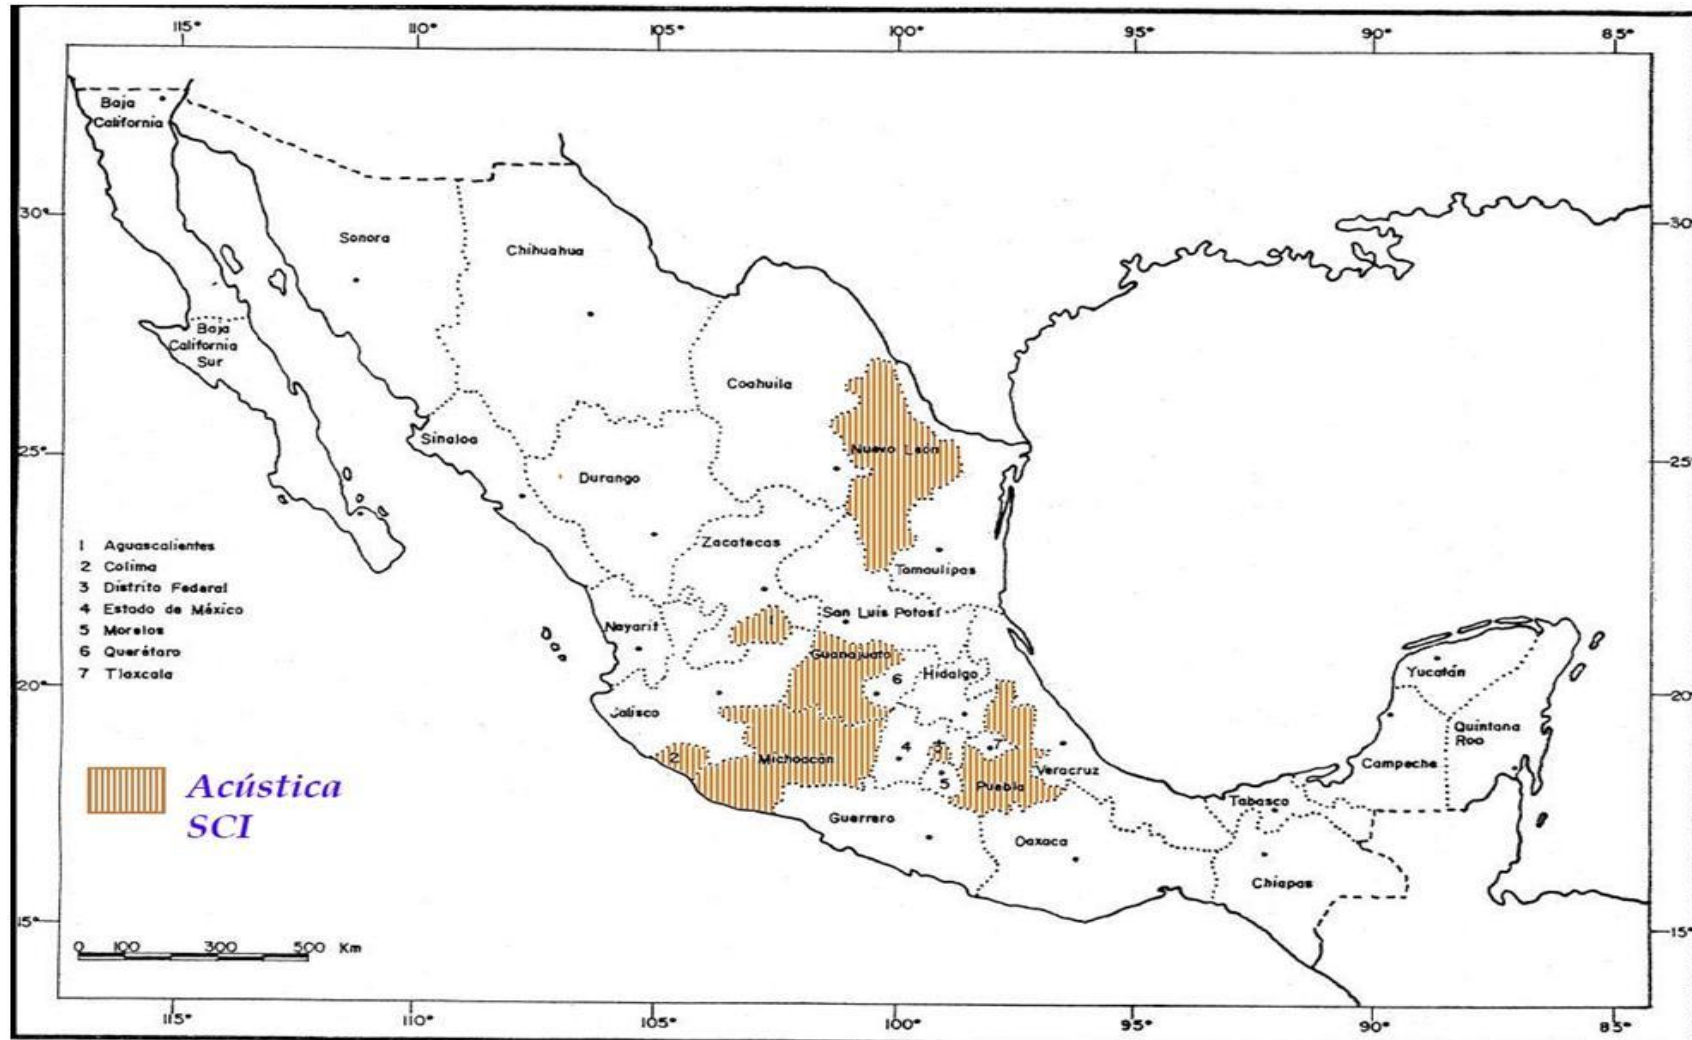 115° 110° 105° 100° 95° 90° 85°
Baja
California
30°
30°
Sonora
Chihuahua
Baja
California
Sur
Coahuila
Sinaloa
Nuevo León
25°
25°
Durango
Zacatecas
Tamaulipas
1 Aguascalientes
2 Colima
3 Distrito Federal
4 Estado de México
5 Morelos
6 Querétaro
7 Tlaxcala
Nayarit
1
San Luis Potosí
Guanajuato
6
Hidalgo
Yucatán
20°
20°
Jalisco
Quintana
Roo
2
Michoacán
4
3
7
5
Puebla
Veracruz
Campeche
Tabasco
Acústica
SCI
Guerrero
Oaxaca
Chiapas
15°
15°
0 100 300 500 Km
115° 110° 105° 100° 95° 90° 85°